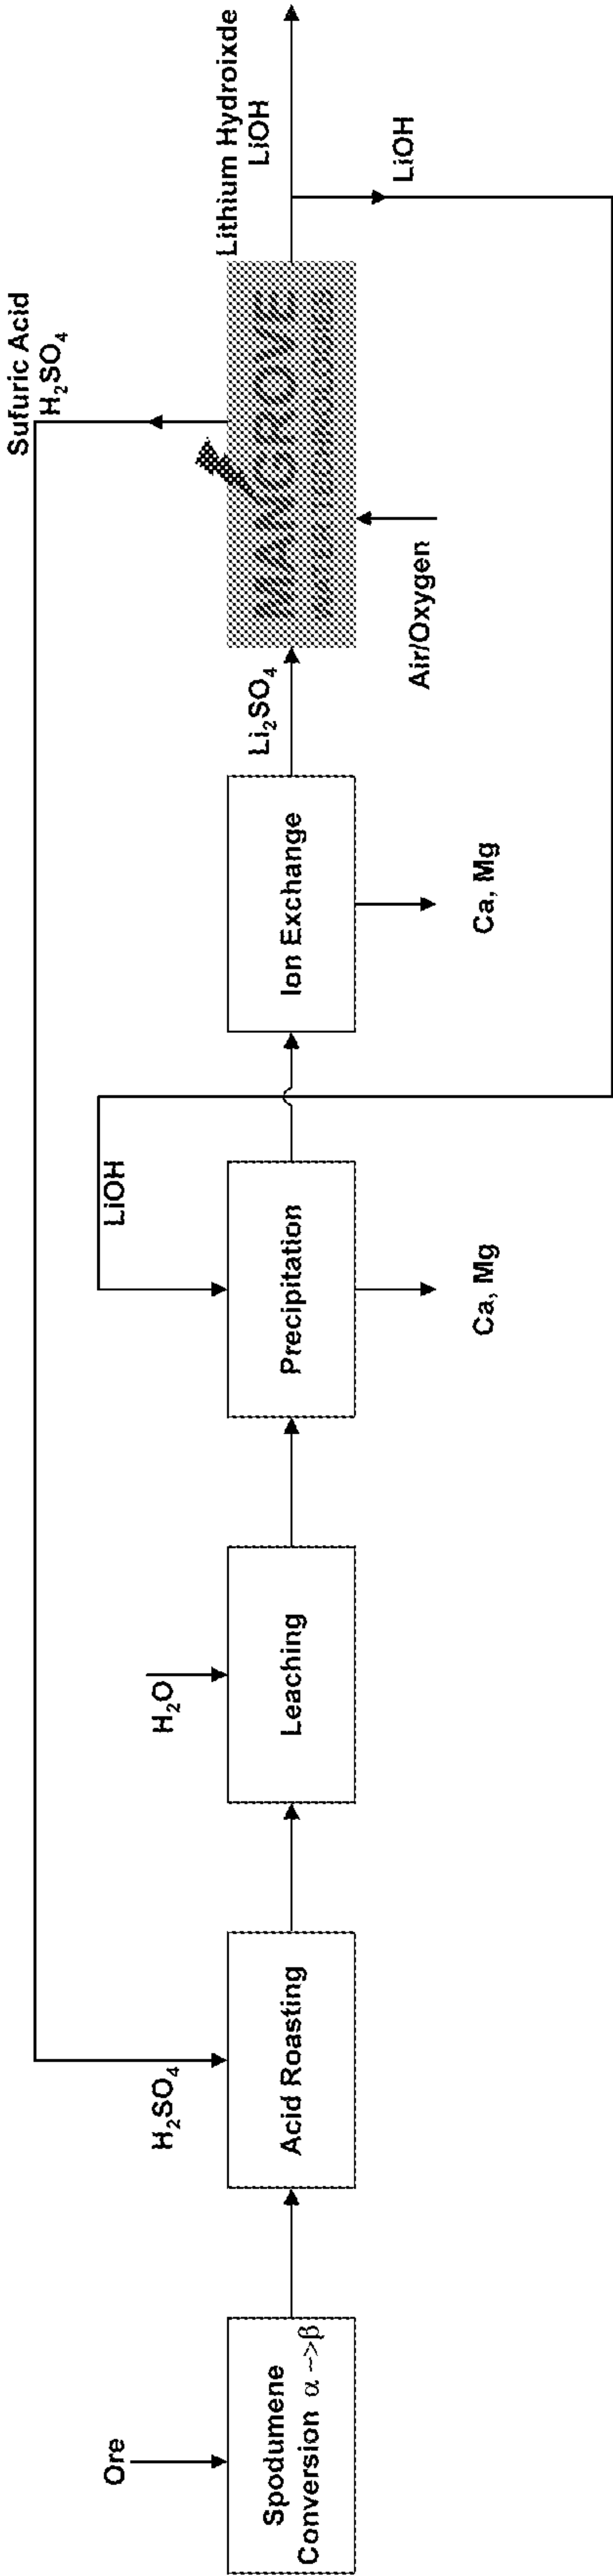 Ore
Spodumene
Conversion α -->β
H₂SO₄
Acid Roasting
H₂O
Leaching
LiOH
Precipitation
Ca, Mg
Ion Exchange
Ca, Mg
Li₂SO₄
Sufuric Acid
H₂SO₄
MANGROVE
Air/Oxygen
Lithium Hydroixde
LiOH
LiOH